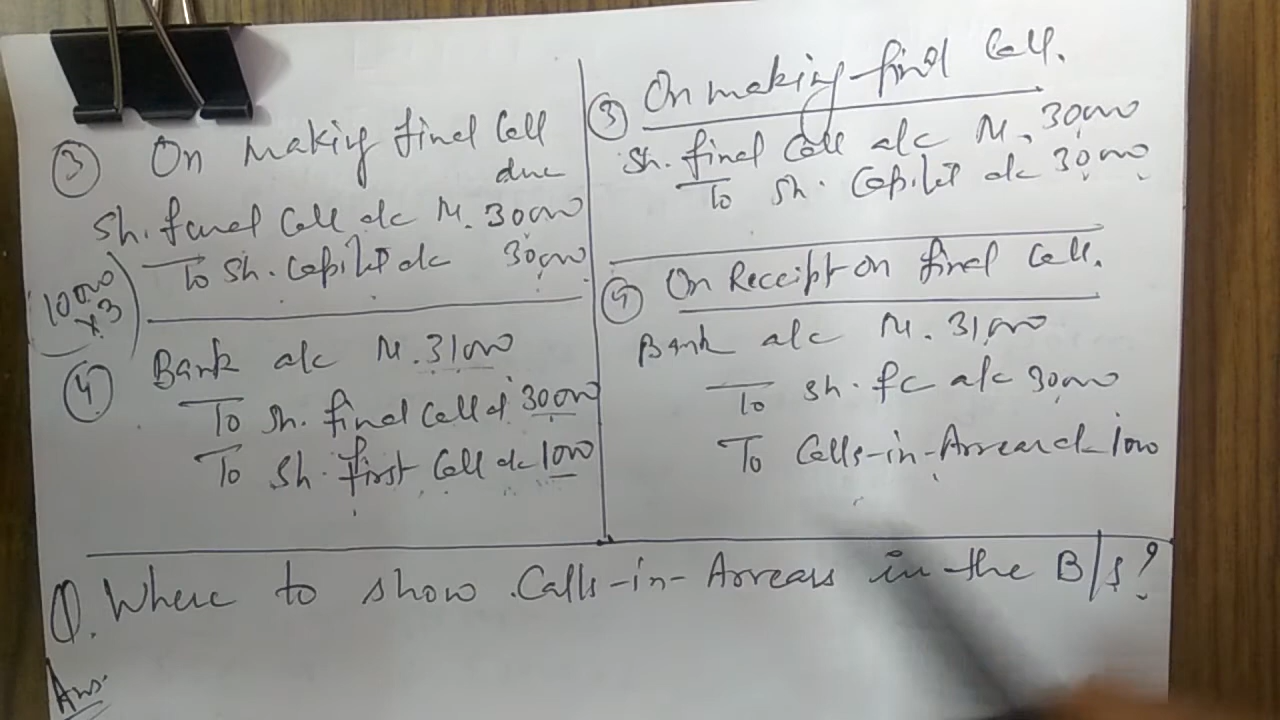 ③ On Making final Call
due
Sh. final Call a/c Dr. 30000
To Sh. Capital a/c 30000
10000
x3
④ Bank a/c Dr. 31000
To Sh. final Call a/c 30000
To Sh. first Call a/c 1000
③ On making final Call.
Sh. final Call a/c Dr. 30000
To Sh. Capital a/c 30000
④ On Receipt on final Call.
Bank a/c Dr. 31000
To Sh. fc a/c 30000
To Calls-in-Arrear a/c 1000
Q. Where to show Calls-in-Arrears in the B/S?
Ans.